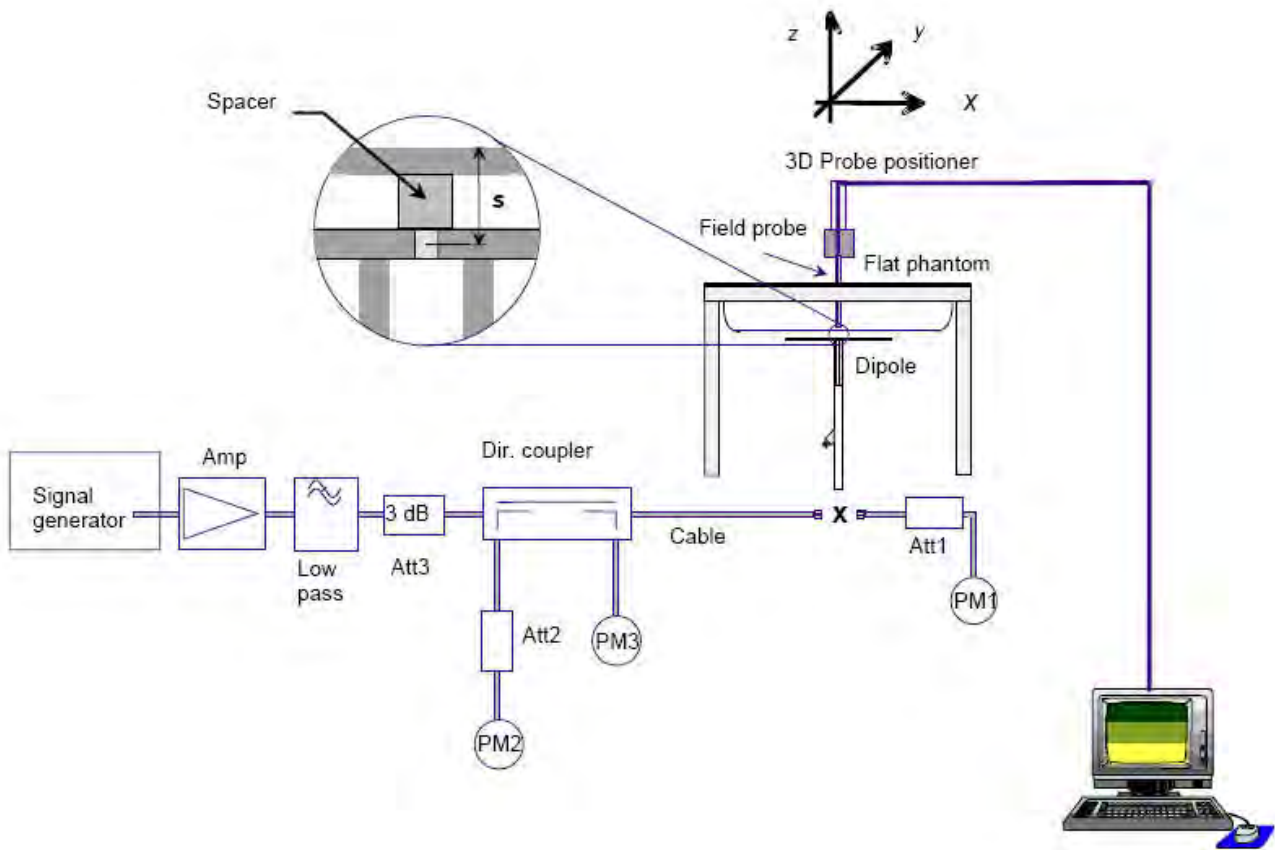 z
y
X
Spacer
s
3D Probe positioner
Field probe
Flat phantom
Dipole
Signal
generator
Amp
Low
pass
3 dB
Att3
Dir. coupler
Cable
X
Att1
PM1
Att2
PM3
PM2